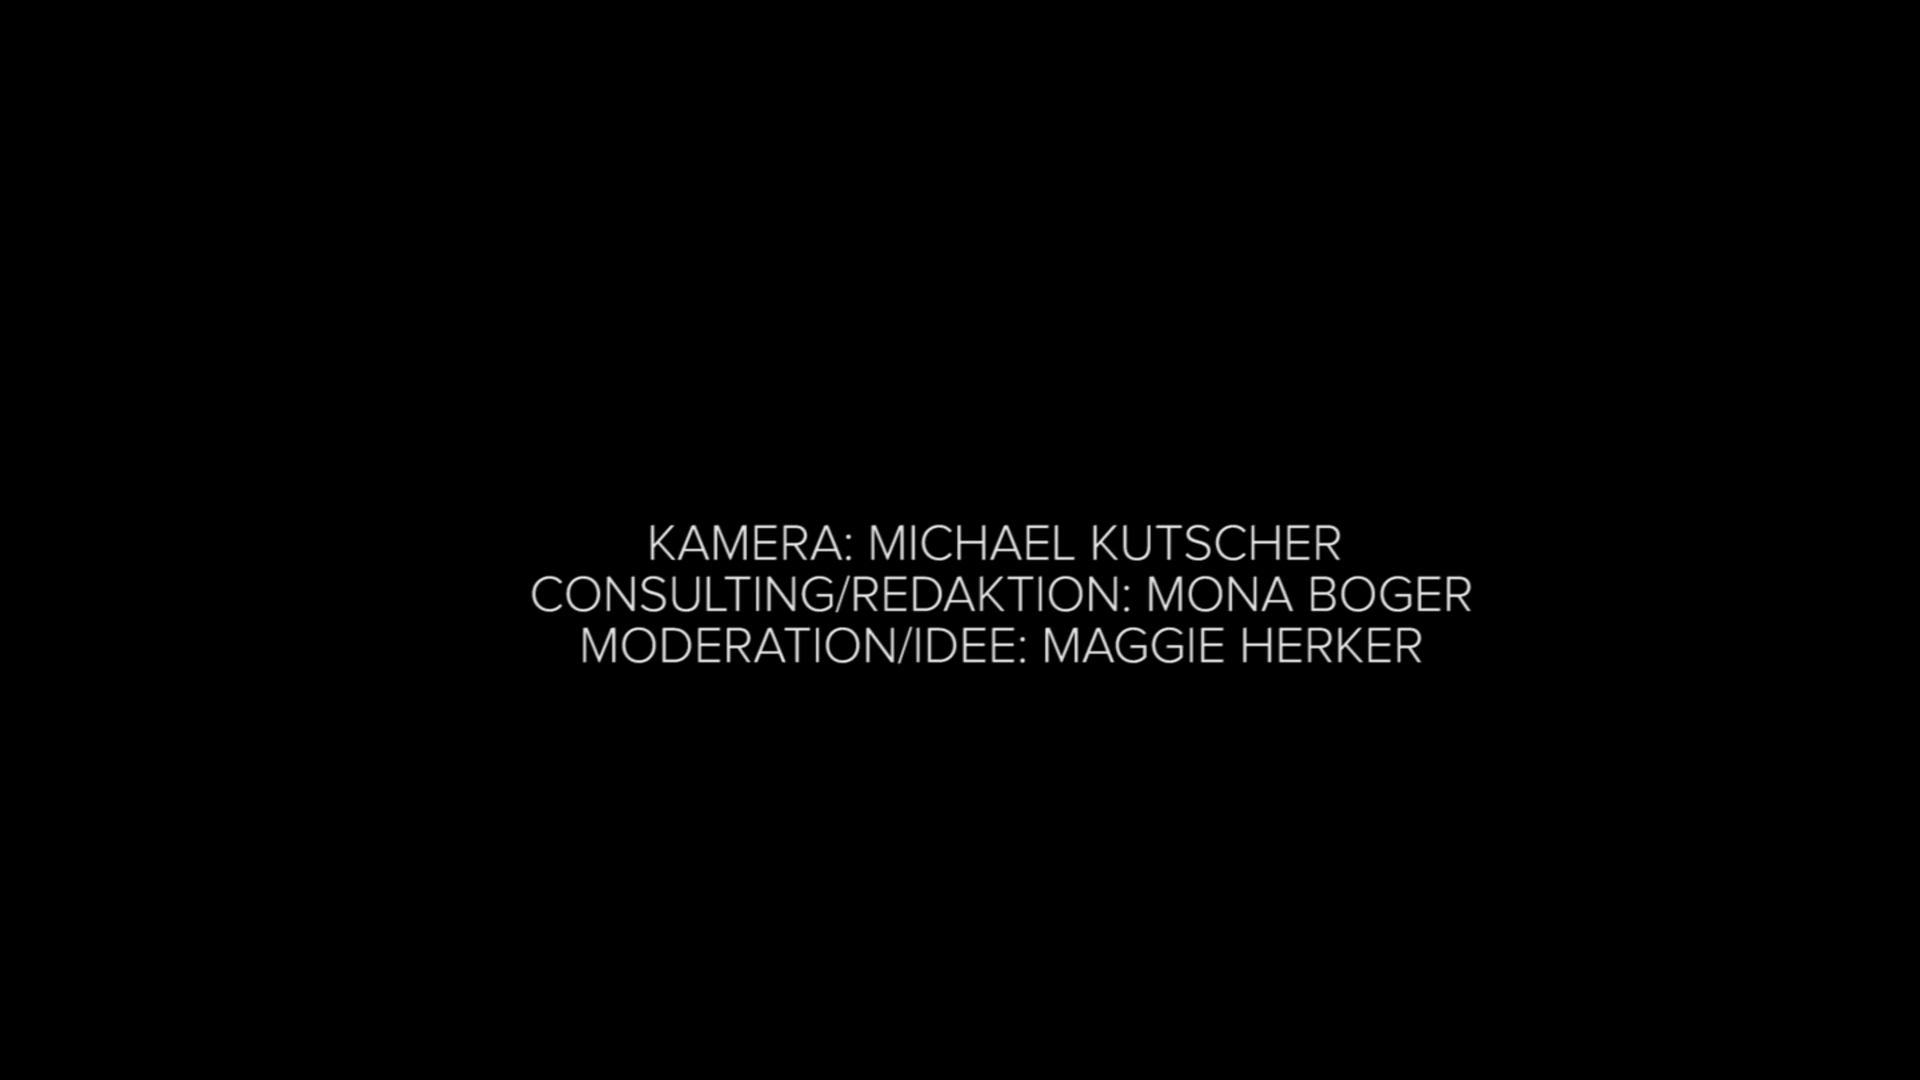 KAMERA: MICHAEL KUTSCHER
CONSULTING/REDAKTION: MONA BOGER
MODERATION/IDEE: MAGGIE HERKER